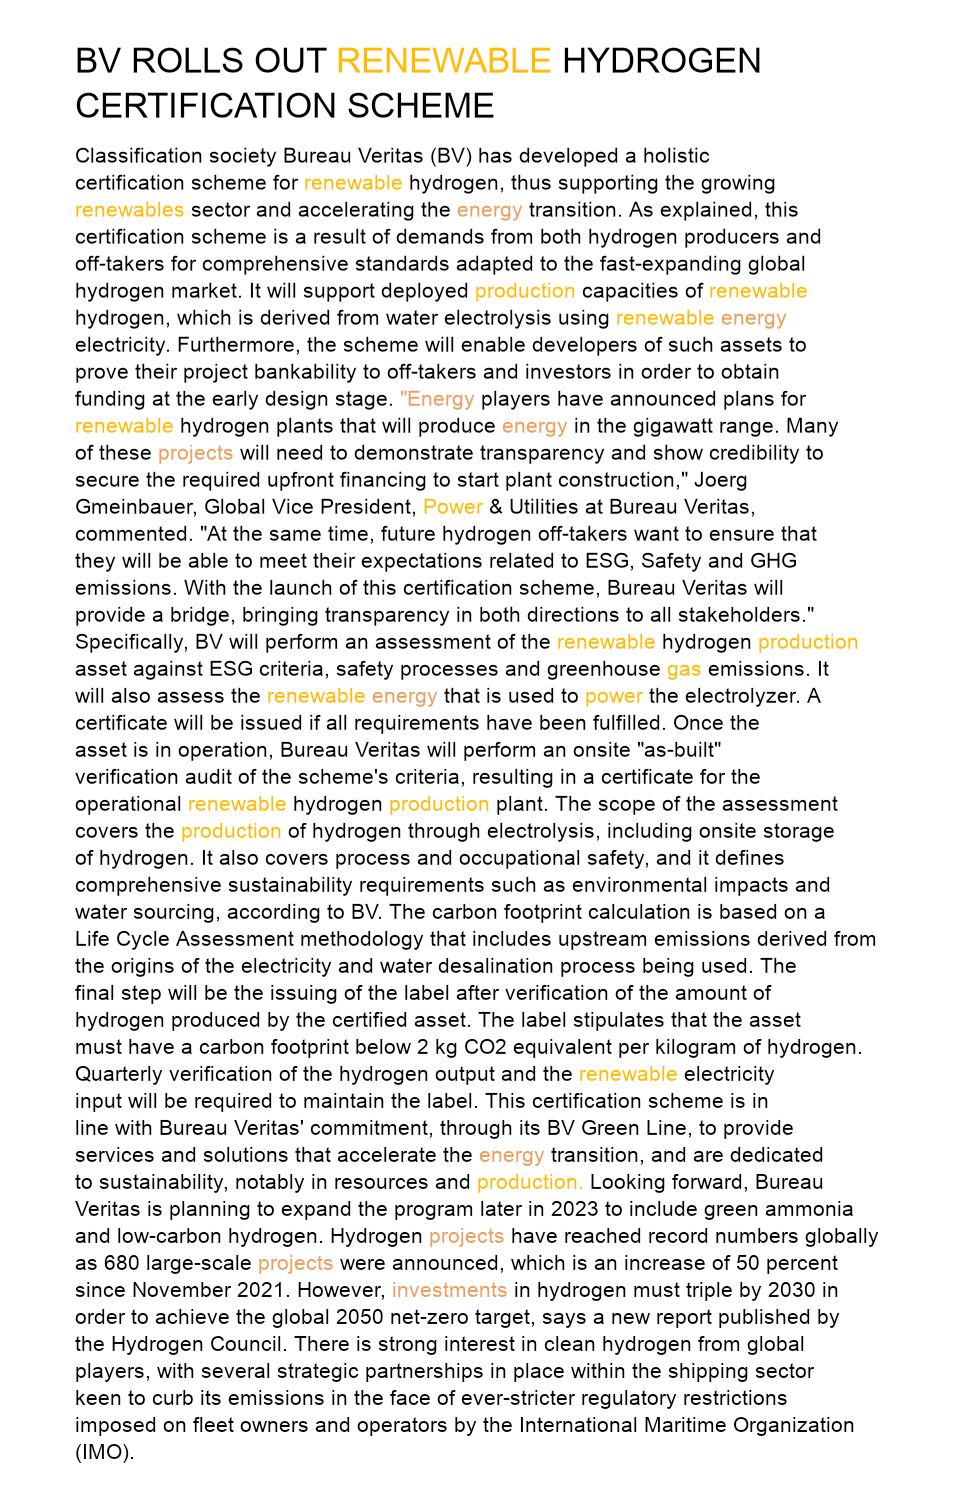 BV ROLLS OUT RENEWABLE HYDROGEN
CERTIFICATION SCHEME
Classification society Bureau Veritas (BV) has developed a holistic
certification scheme for renewable hydrogen, thus supporting the growing
renewables sector and accelerating the energy transition. As explained, this
certification scheme is a result of demands from both hydrogen producers and
off-takers for comprehensive standards adapted to the fast-expanding global
hydrogen market. It will support deployed production capacities of renewable
hydrogen, which is derived from water electrolysis using renewable energy
electricity. Furthermore, the scheme will enable developers of such assets to
prove their project bankability to off-takers and investors in order to obtain
funding at the early design stage. "Energy players have announced plans for
renewable hydrogen plants that will produce energy in the gigawatt range. Many
of these projects will need to demonstrate transparency and show credibility to
secure the required upfront financing to start plant construction," Joerg
Gmeinbauer, Global Vice President, Power & Utilities at Bureau Veritas,
commented. "At the same time, future hydrogen off-takers want to ensure that
they will be able to meet their expectations related to ESG, Safety and GHG
emissions. With the launch of this certification scheme, Bureau Veritas will
provide a bridge, bringing transparency in both directions to all stakeholders."
Specifically, BV will perform an assessment of the renewable hydrogen production
asset against ESG criteria, safety processes and greenhouse gas emissions. It
will also assess the renewable energy that is used to power the electrolyzer. A
certificate will be issued if all requirements have been fulfilled. Once the
asset is in operation, Bureau Veritas will perform an onsite "as-built"
verification audit of the scheme's criteria, resulting in a certificate for the
operational renewable hydrogen production plant. The scope of the assessment
covers the production of hydrogen through electrolysis, including onsite storage
of hydrogen. It also covers process and occupational safety, and it defines
comprehensive sustainability requirements such as environmental impacts and
water sourcing, according to BV. The carbon footprint calculation is based on a
Life Cycle Assessment methodology that includes upstream emissions derived from
the origins of the electricity and water desalination process being used. The
final step will be the issuing of the label after verification of the amount of
hydrogen produced by the certified asset. The label stipulates that the asset
must have a carbon footprint below 2 kg CO2 equivalent per kilogram of hydrogen.
Quarterly verification of the hydrogen output and the renewable electricity
input will be required to maintain the label. This certification scheme is in
line with Bureau Veritas' commitment, through its BV Green Line, to provide
services and solutions that accelerate the energy transition, and are dedicated
to sustainability, notably in resources and production. Looking forward, Bureau
Veritas is planning to expand the program later in 2023 to include green ammonia
and low-carbon hydrogen. Hydrogen projects have reached record numbers globally
as 680 large-scale projects were announced, which is an increase of 50 percent
since November 2021. However, investments in hydrogen must triple by 2030 in
order to achieve the global 2050 net-zero target, says a new report published by
the Hydrogen Council. There is strong interest in clean hydrogen from global
players, with several strategic partnerships in place within the shipping sector
keen to curb its emissions in the face of ever-stricter regulatory restrictions
imposed on fleet owners and operators by the International Maritime Organization
(IMO).